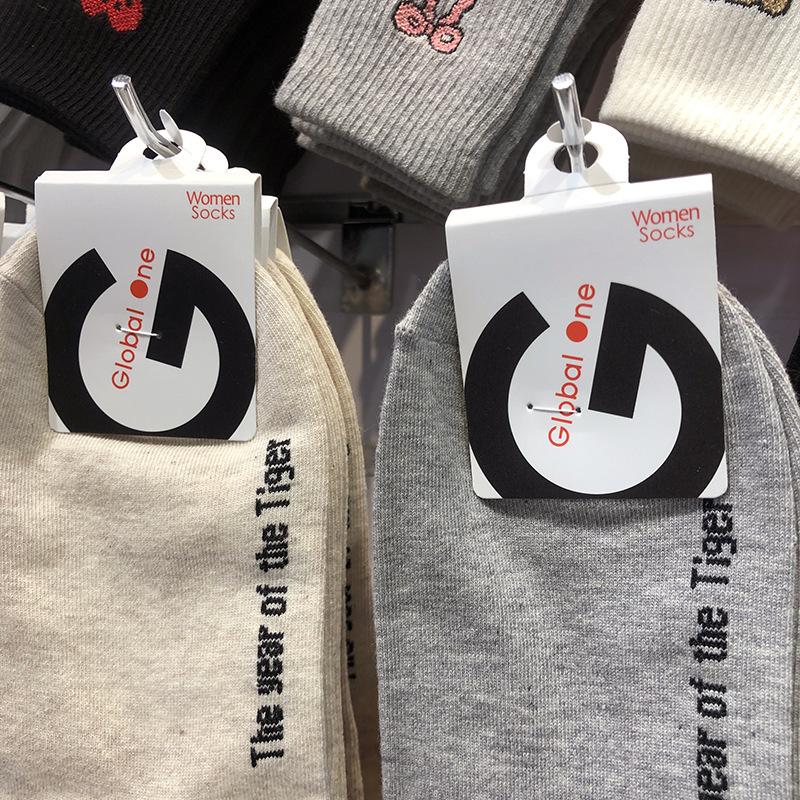 Women
Socks
Global One
The year of the Tiger
Women
Socks
Global One
year of the Tiger